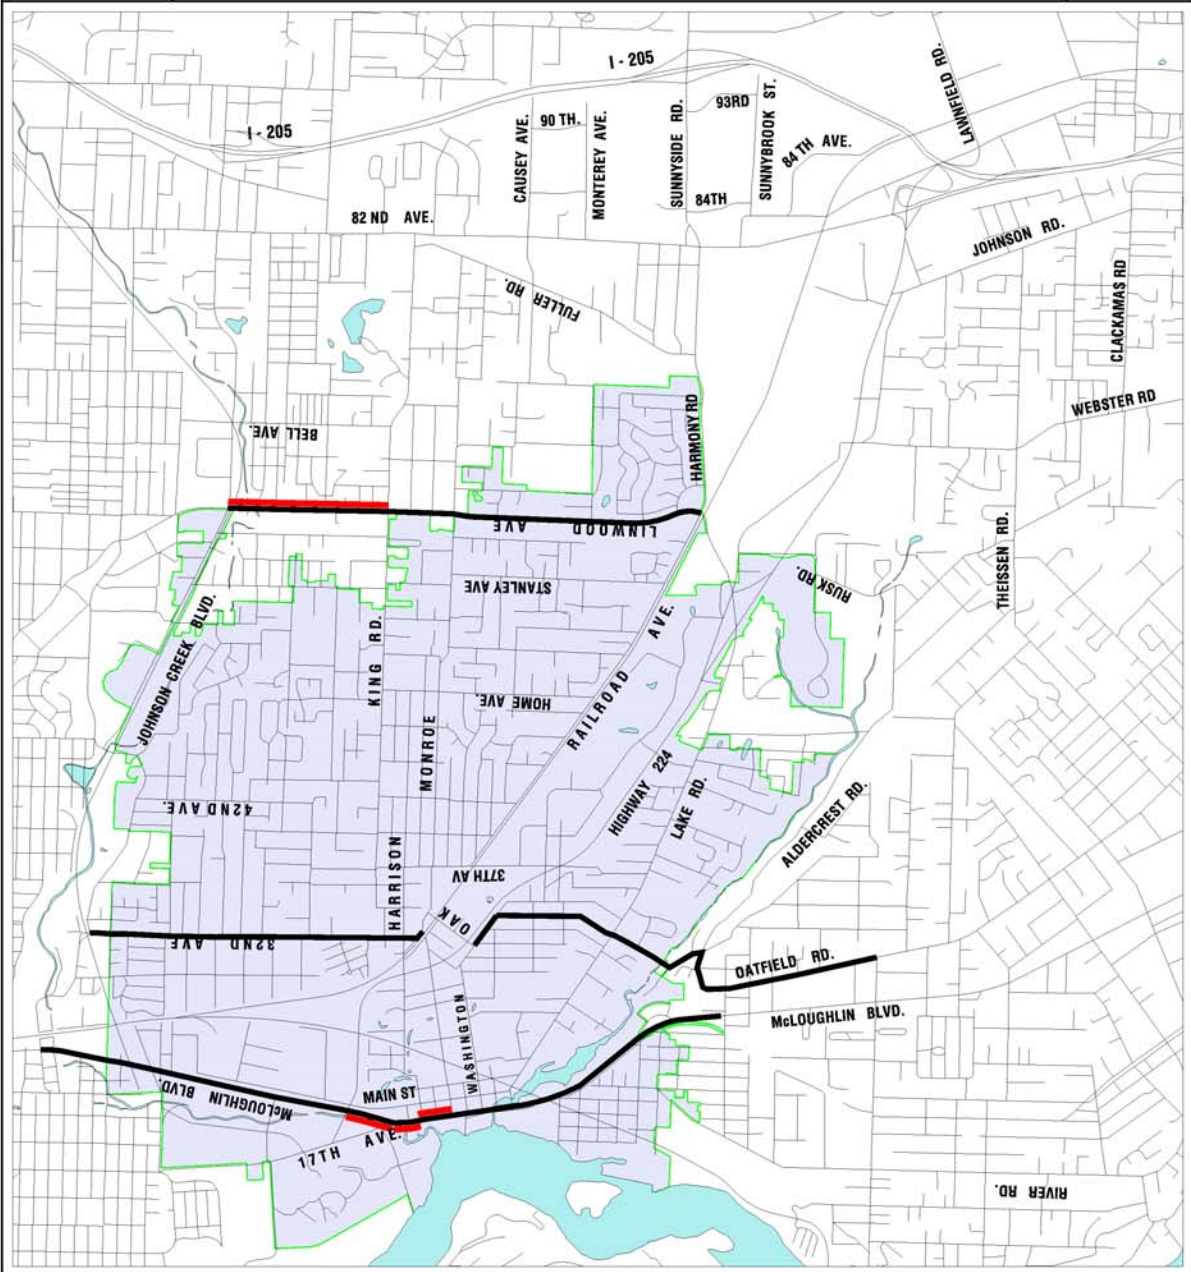 I - 205
LAWNFIELD RD.
I - 205
CAUSEY AVE.
90 TH.
MONTEREY AVE.
SUNNYSIDE RD.
93RD
SUNNYBROOK ST.
84 TH AVE.
84TH
82 ND AVE.
JOHNSON RD.
CLACKAMAS RD
FULLER RD.
WEBSTER RD
HARMONY RD
BELL AVE.
LINWOOD AVE
THEISSEN RD.
STANLEY AVE
RUSK RD.
JOHNSON CREEK BLVD.
KING RD.
RAILROAD AVE.
HOME AVE.
MONROE
HIGHWAY 224
LAKE RD.
42ND AVE.
ALDERCREST RD.
HARRISON
37TH AV
OAK
32ND AVE
OATFIELD RD.
McLOUGHLIN BLVD.
WASHINGTON
MAIN ST
McLOUGHLIN BLVD.
17TH AVE.
RIVER RD.